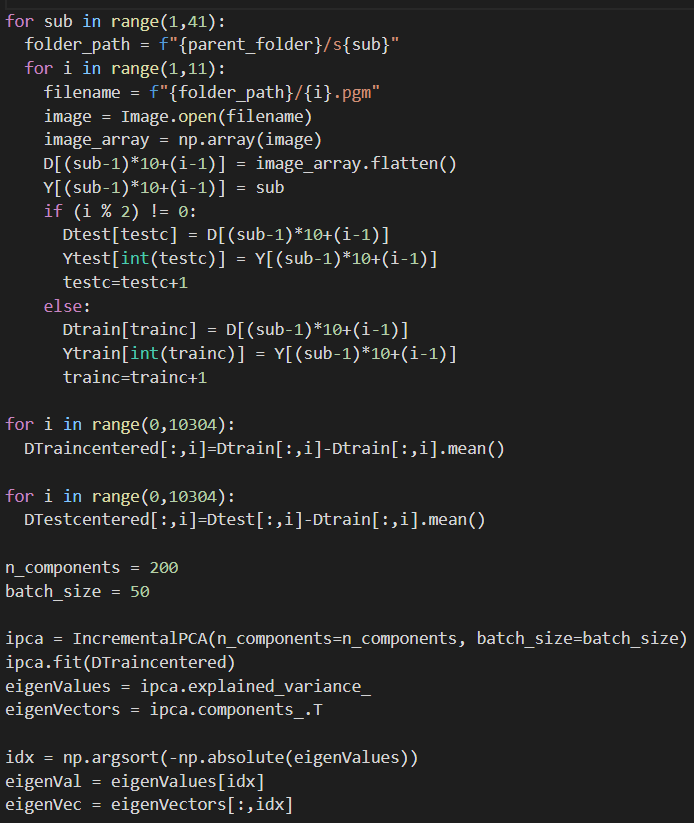 for sub in range(1,41):
  folder_path = f"{parent_folder}/s{sub}"
  for i in range(1,11):
    filename = f"{folder_path}/{i}.pgm"
    image = Image.open(filename)
    image_array = np.array(image)
    D[(sub-1)*10+(i-1)] = image_array.flatten()
    Y[(sub-1)*10+(i-1)] = sub
    if (i % 2) != 0:
      Dtest[testc] = D[(sub-1)*10+(i-1)]
      Ytest[int(testc)] = Y[(sub-1)*10+(i-1)]
      testc=testc+1
    else:
      Dtrain[trainc] = D[(sub-1)*10+(i-1)]
      Ytrain[int(trainc)] = Y[(sub-1)*10+(i-1)]
      trainc=trainc+1

for i in range(0,10304):
  DTraincentered[:,i]=Dtrain[:,i]-Dtrain[:,i].mean()

for i in range(0,10304):
  DTestcentered[:,i]=Dtest[:,i]-Dtrain[:,i].mean()

n_components = 200
batch_size = 50

ipca = IncrementalPCA(n_components=n_components, batch_size=batch_size)
ipca.fit(DTraincentered)
eigenValues = ipca.explained_variance_
eigenVectors = ipca.components_.T

idx = np.argsort(-np.absolute(eigenValues))
eigenVal = eigenValues[idx]
eigenVec = eigenVectors[:,idx]